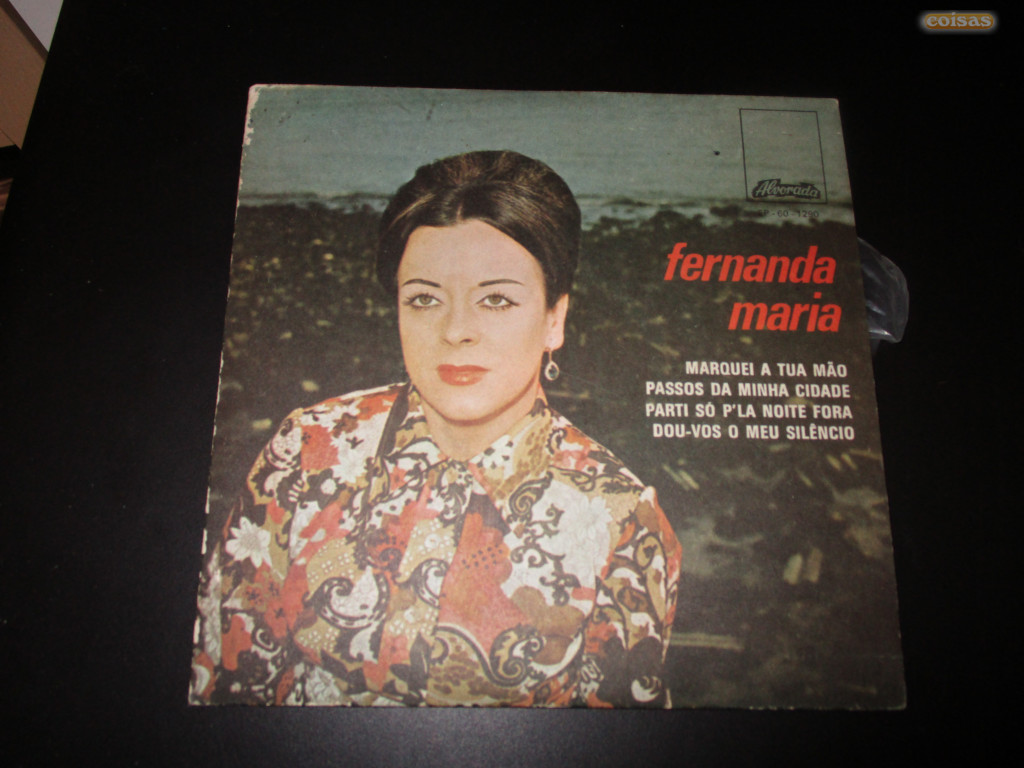 coisas
Alvorada
fernanda
maria
MARQUEI A TUA MÃO
PASSOS DA MINHA CIDADE
PARTI SÓ P'LA NOITE FORA
DOU-VOS O MEU SILÊNCIO